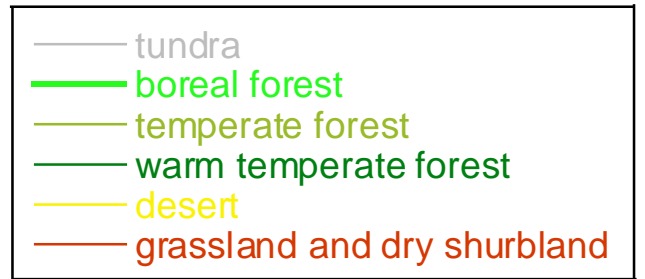 tundra
boreal forest
temperate forest
warm temperate forest
desert
grassland and dry shurbland